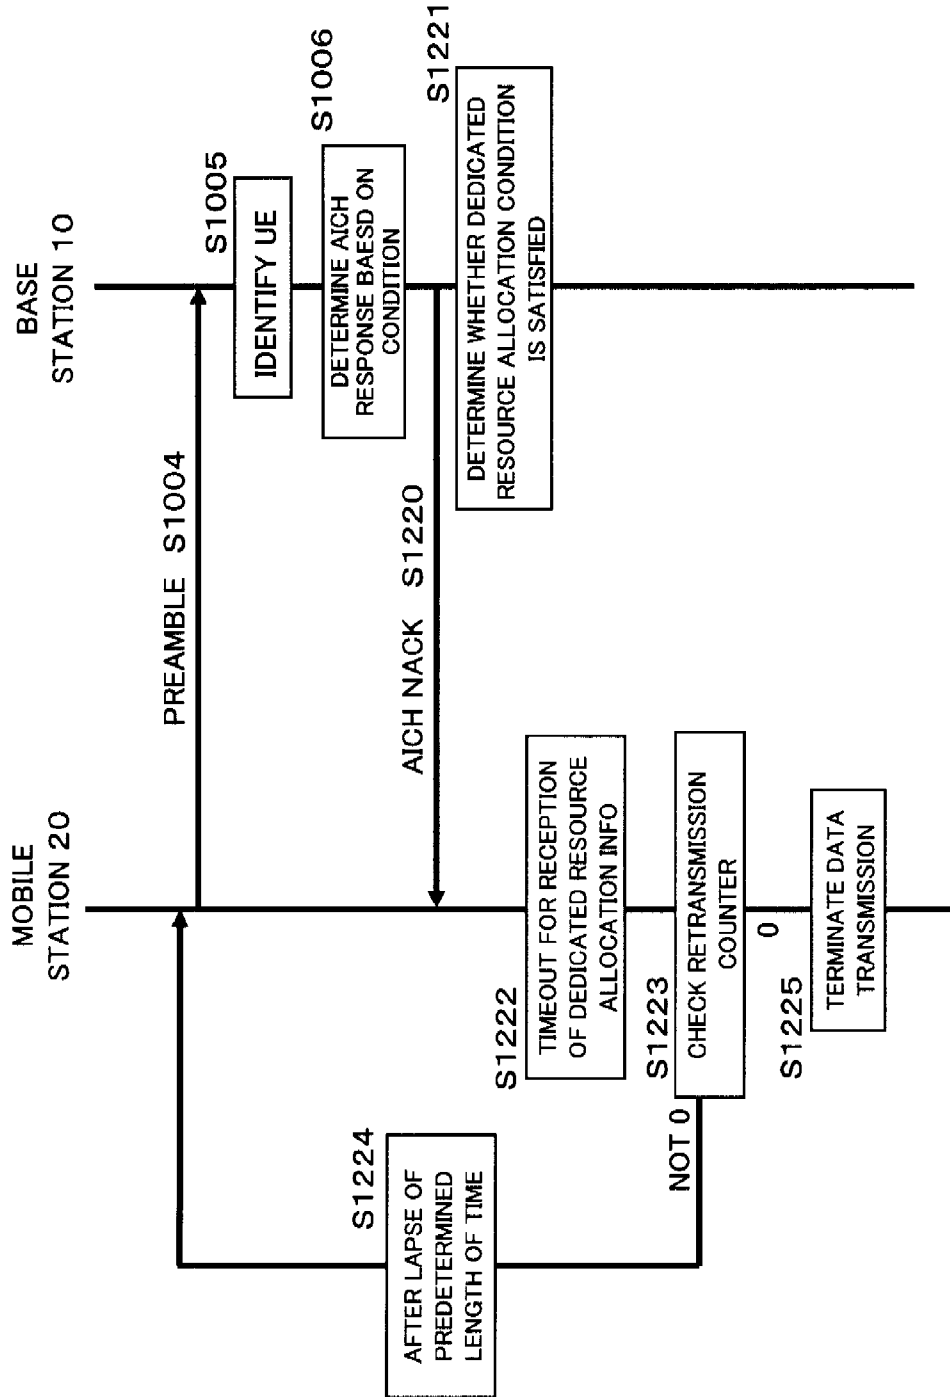 MOBILE
STATION 20
BASE
STATION 10
PREAMBLE S1004
S1005
IDENTIFY UE
S1006
DETERMINE AICH
RESPONSE BAESD ON
CONDITION
AICH NACK S1220
S1221
DETERMINE WHETHER DEDICATED
RESOURCE ALLOCATION CONDITION
IS SATISFIED
S1222
TIMEOUT FOR RECEPTION
OF DEDICATED RESOURCE
ALLOCATION INFO
S1223
CHECK RETRANSMISSION
COUNTER
NOT 0
S1224
AFTER LAPSE OF
PREDETERMINED
LENGTH OF TIME
0
S1225
TERMINATE DATA
TRANSMISSION